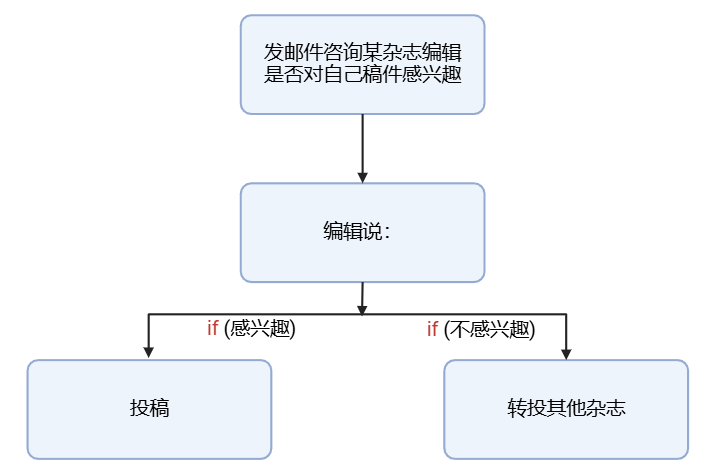 发邮件咨询某杂志编辑
是否对自己稿件感兴趣
编辑说：
if (感兴趣)
if (不感兴趣)
投稿
转投其他杂志